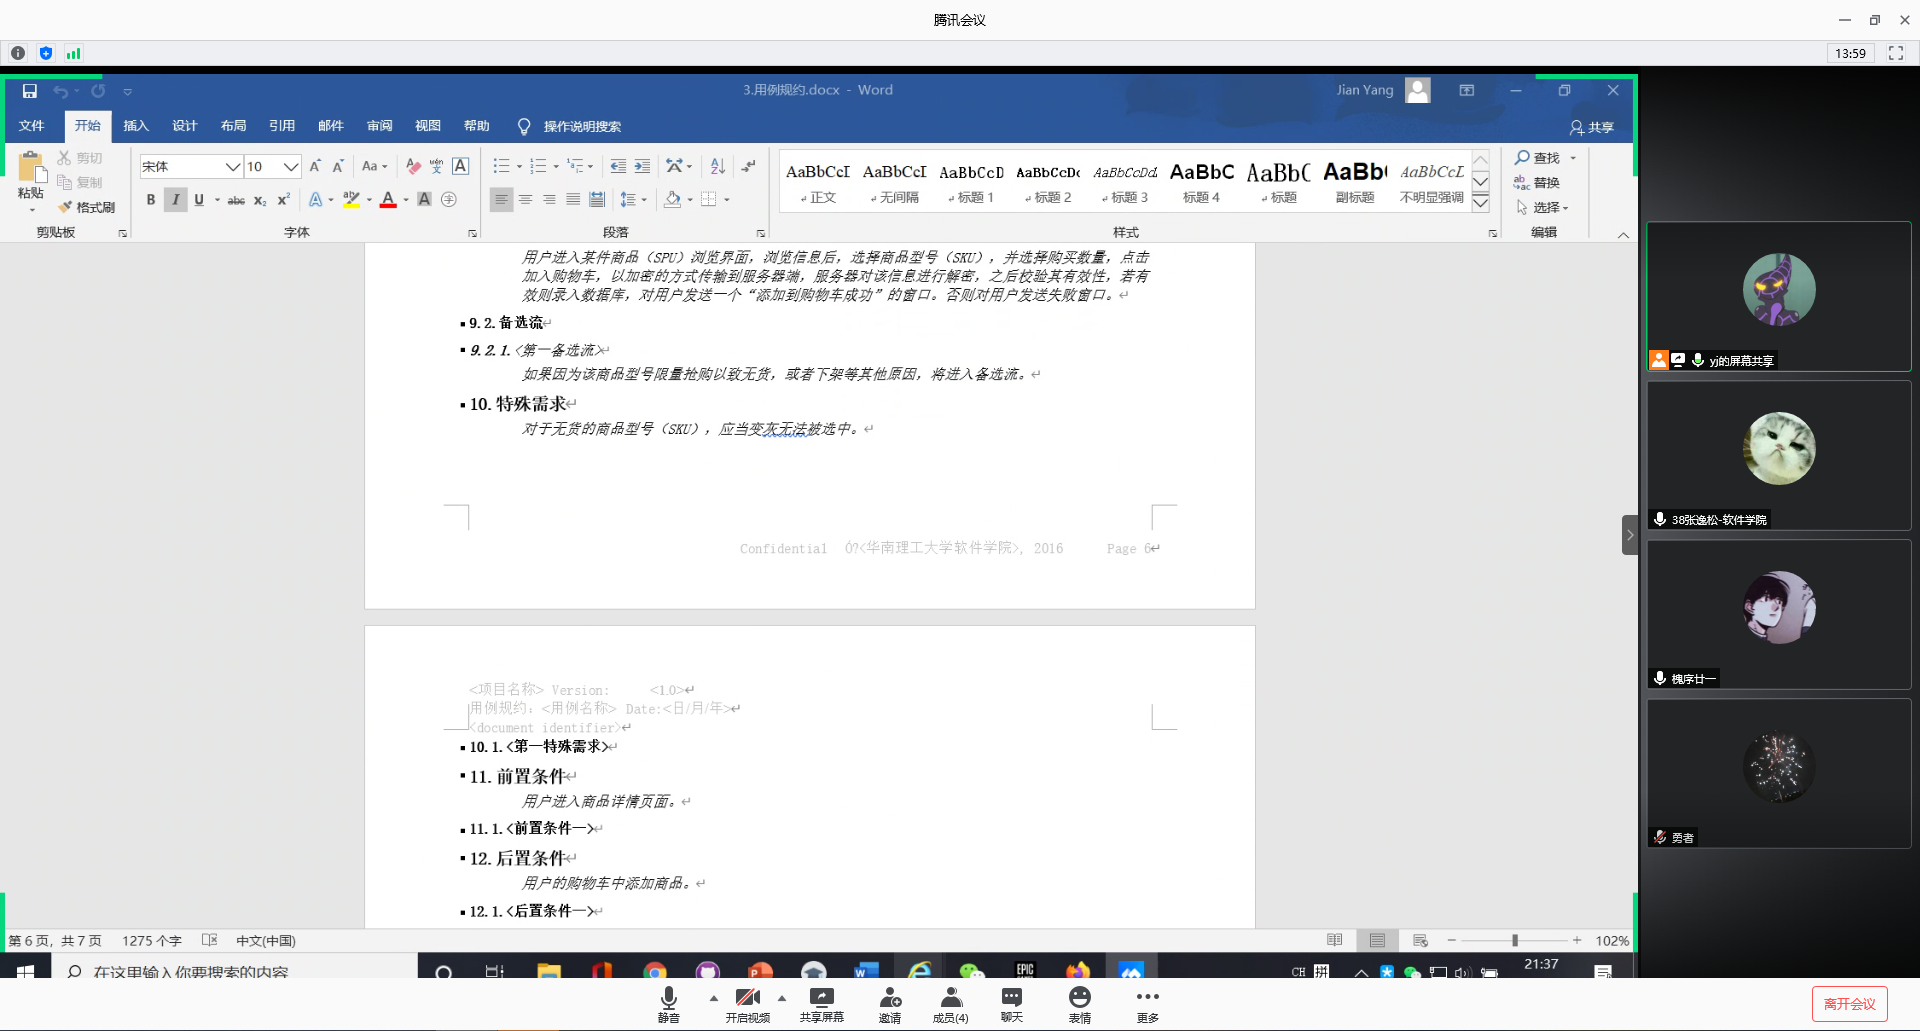 腾讯会议
13:59
3.用例规约.docx - Word
Jian Yang
文件 开始 插入 设计 布局 引用 邮件 审阅 视图 帮助 操作说明搜索
共享
粘贴
剪切
复制
格式刷
剪贴板
宋体 10
字体
段落
AaBbCcI AaBbCcI AaBbCcD AaBbCcDc AaBbCcDd AaBbC AaBb( AaBb( AaBbCcL
正文 无间隔 标题 1 标题 2 标题 3 标题 4 标题 副标题 不明显强调
样式
查找
替换
选择
编辑
用户进入某件商品（SPU）浏览界面，浏览信息后，选择商品型号（SKU），并选择购买数量，点击
加入购物车，以加密的方式传输到服务器端，服务器对该信息进行解密，之后校验其有效性，若有
效则录入数据库，对用户发送一个“添加到购物车成功”的窗口。否则对用户发送失败窗口。
9.2.备选流
9.2.1.<第一备选流>
如果因为该商品型号限量抢购以致无货，或者下架等其他原因，将进入备选流。
10.特殊需求
对于无货的商品型号（SKU），应当变灰无法被选中。
Confidential Ó?<华南理工大学软件学院>, 2016 Page 6
<项目名称> Version: <1.0>
用例规约：<用例名称> Date:<日/月/年>
<document identifier>
10.1.<第一特殊需求>
11.前置条件
用户进入商品详情页面。
11.1.<前置条件一>
12.后置条件
用户的购物车中添加商品。
12.1.<后置条件一>
第 6 页，共 7 页 1275 个字 中文(中国)
102%
在这里输入你要搜索的内容
CH 拼
21:37
yj的屏幕共享
38张逸松-软件学院
槐序廿一
勇者
静音 开启视频 共享屏幕 邀请 成员(4) 聊天 表情 更多
离开会议